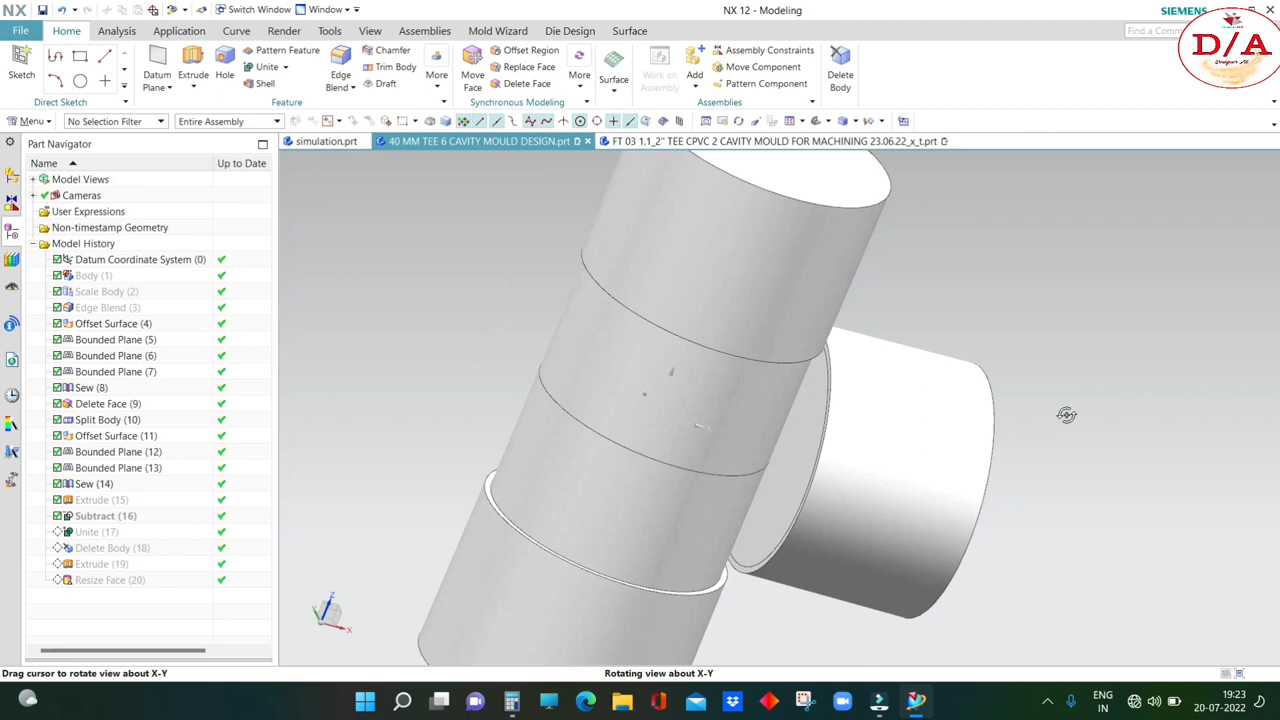 NX
Switch Window
Window
NX 12 - Modeling
SIEMENS
D/A
File
Home
Analysis
Application
Curve
Render
Tools
View
Assemblies
Mold Wizard
Die Design
Surface
Find a Comm
Sketch
Direct Sketch
Datum Plane
Extrude
Hole
Pattern Feature
Unite
Shell
Edge Blend
Chamfer
Trim Body
Draft
More
Feature
Move Face
Offset Region
Replace Face
Delete Face
More
Synchronous Modeling
Surface
Work on Assembly
Add
Assembly Constraints
Move Component
Pattern Component
Assemblies
Delete Body
Menu
No Selection Filter
Entire Assembly
simulation.prt
40 MM TEE 6 CAVITY MOULD DESIGN.prt
FT 03 1.1_2" TEE CPVC 2 CAVITY MOULD FOR MACHINING 23.06.22_x_t.prt
Part Navigator
Name
Up to Date
Model Views
Cameras
User Expressions
Non-timestamp Geometry
Model History
Datum Coordinate System (0)
Body (1)
Scale Body (2)
Edge Blend (3)
Offset Surface (4)
Bounded Plane (5)
Bounded Plane (6)
Bounded Plane (7)
Sew (8)
Delete Face (9)
Split Body (10)
Offset Surface (11)
Bounded Plane (12)
Bounded Plane (13)
Sew (14)
Extrude (15)
Subtract (16)
Unite (17)
Delete Body (18)
Extrude (19)
Resize Face (20)
X
Z
Y
X
Drag cursor to rotate view about X-Y
Rotating view about X-Y
ENG
IN
19:23
20-07-2022